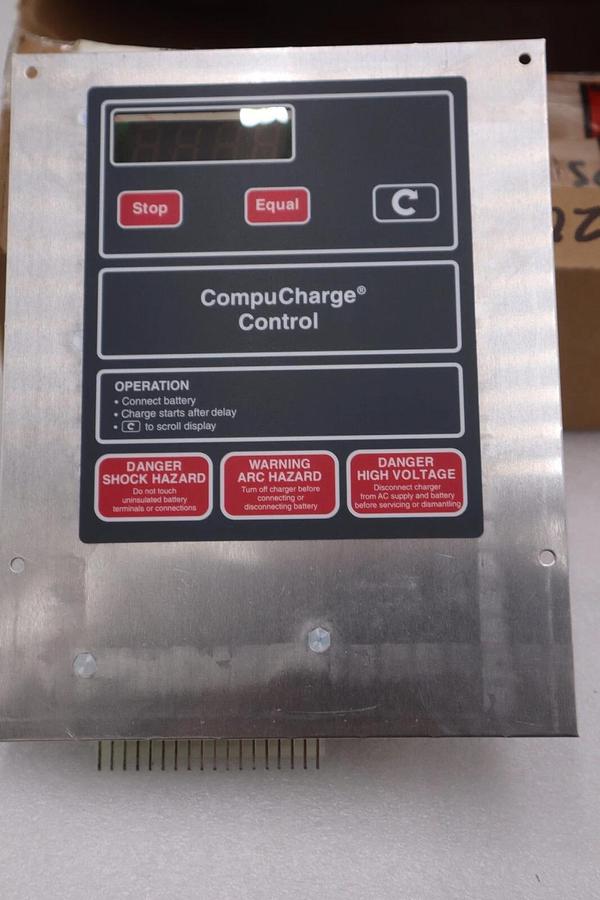 Stop
Equal
CompuCharge®
Control
OPERATION
• Connect battery
• Charge starts after delay
• C to scroll display
DANGER
SHOCK HAZARD
Do not touch
uninsulated battery
terminals or connections
WARNING
ARC HAZARD
Turn off charger before
connecting or
disconnecting battery
DANGER
HIGH VOLTAGE
Disconnect charger
from AC supply and battery
before servicing or dismantling